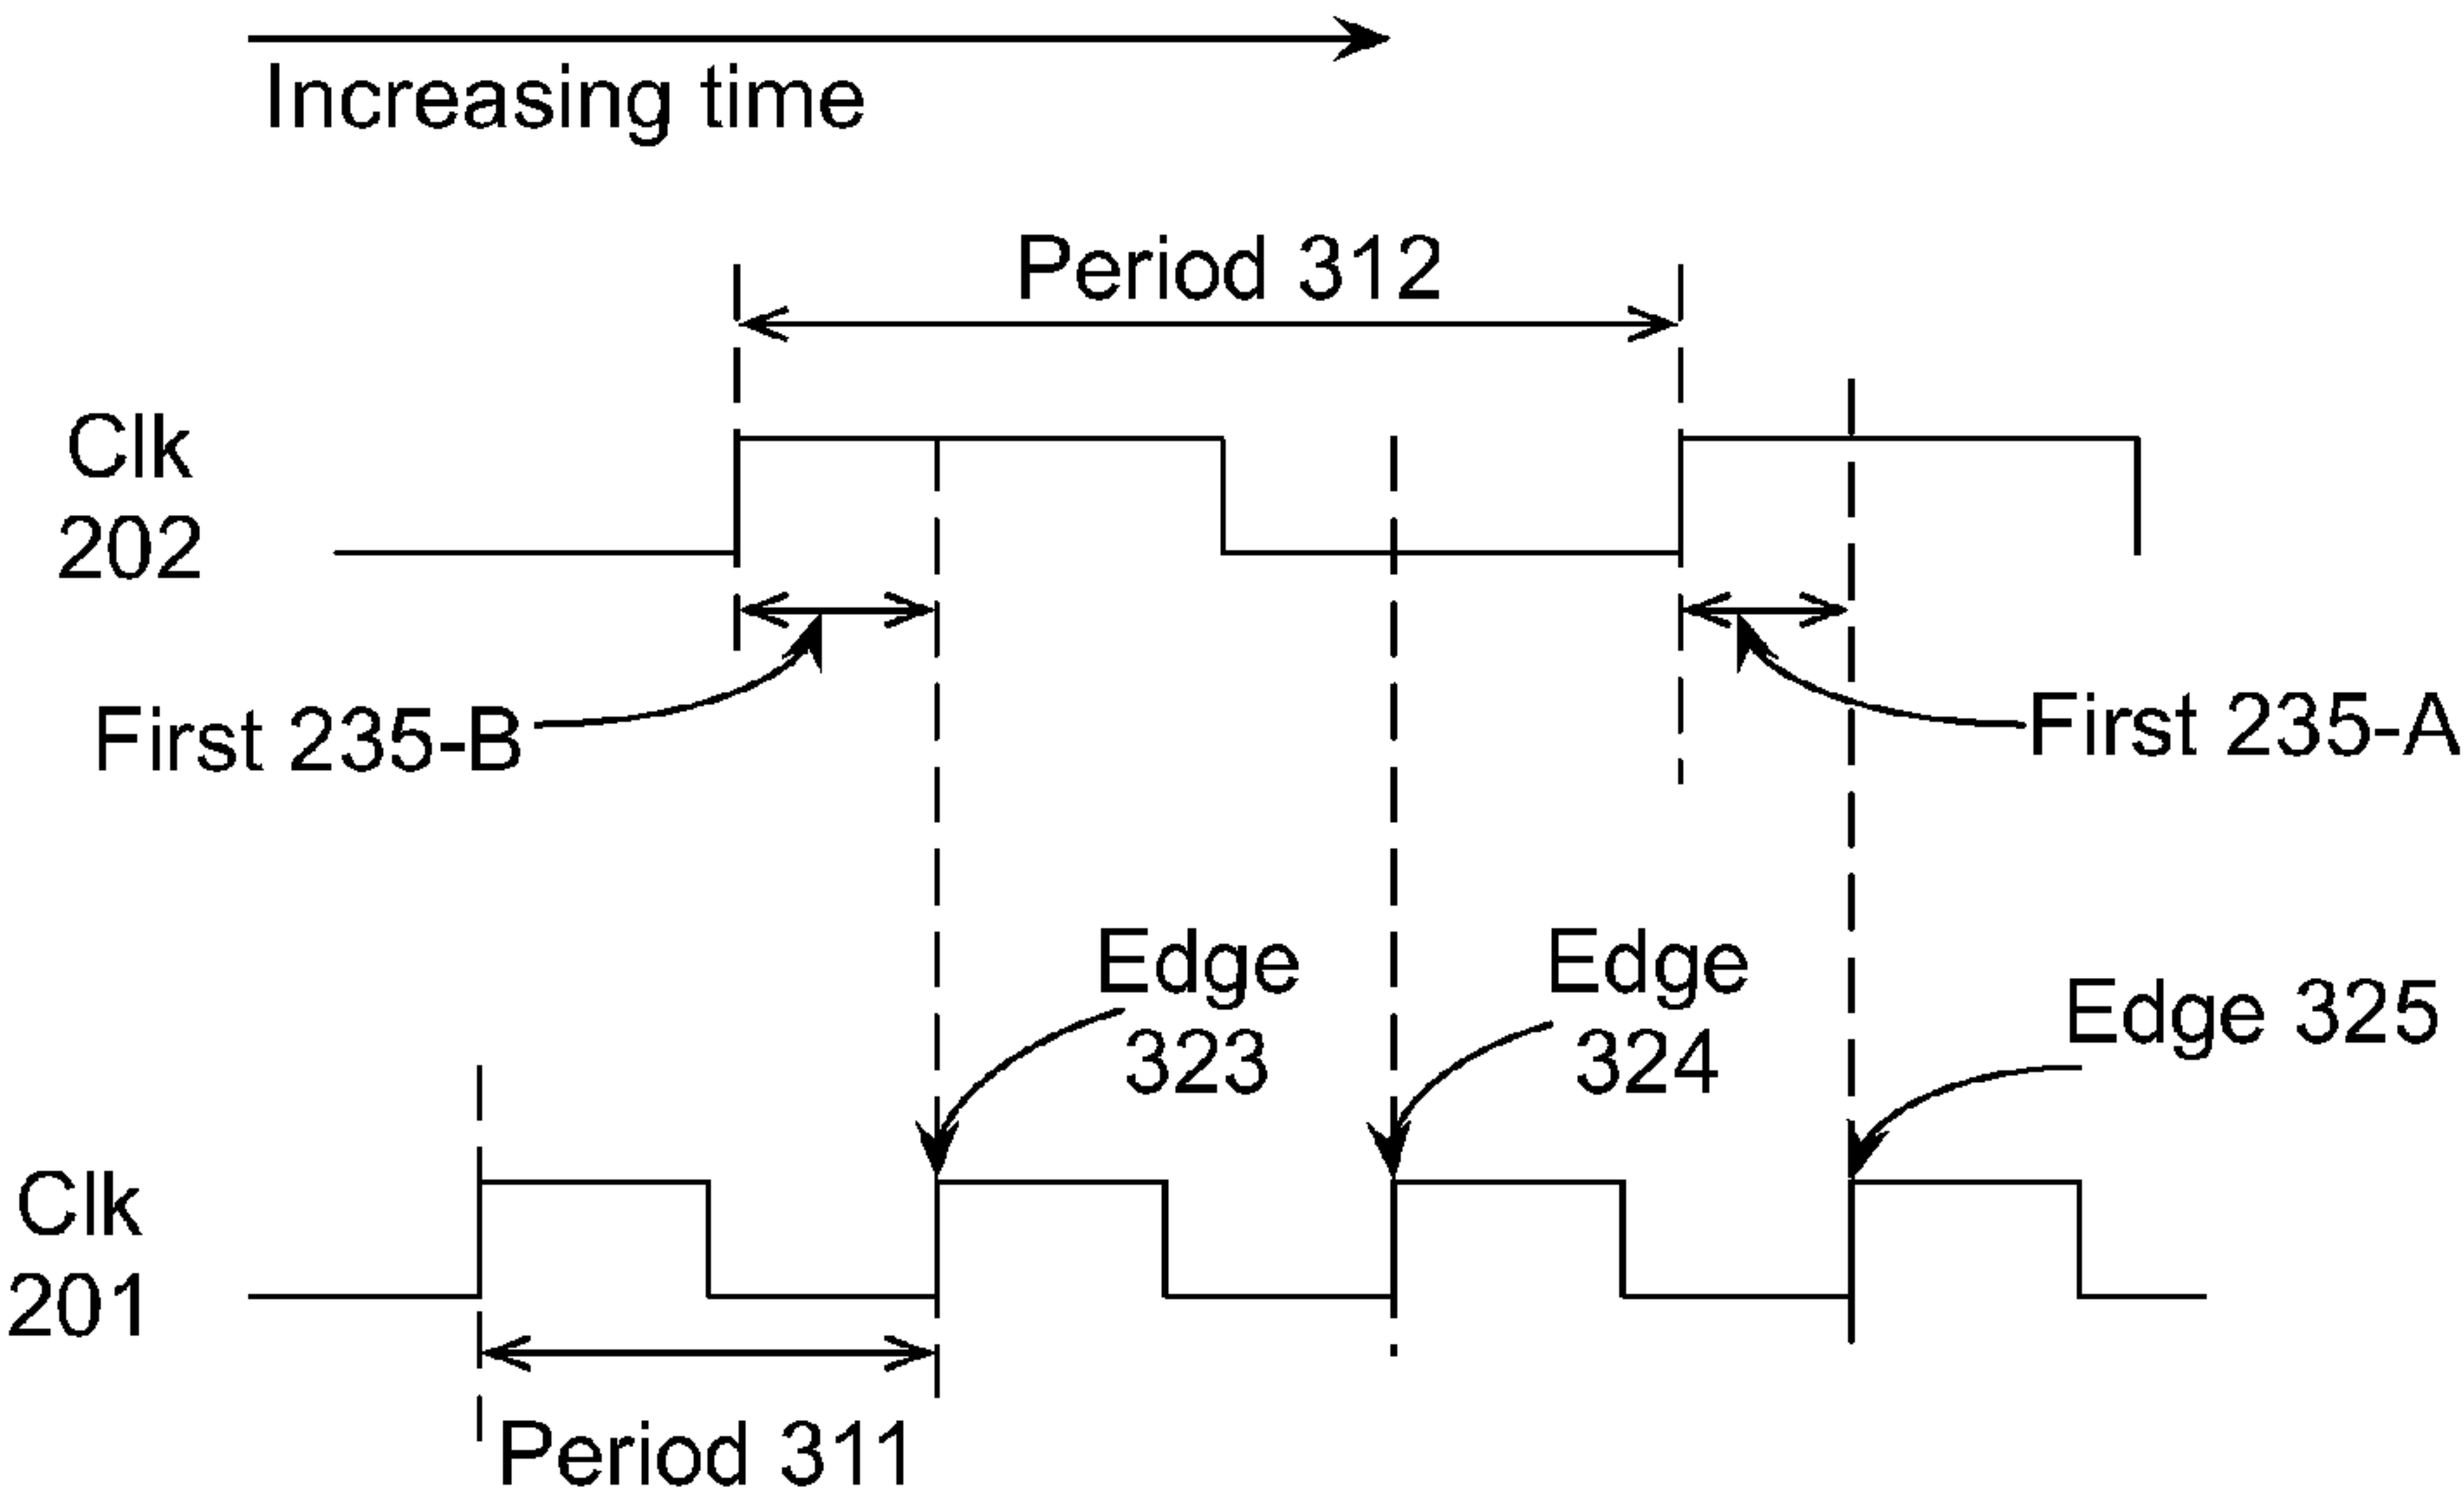 Increasing time
Period 312
Clk
202
First 235-B
First 235-A
Edge
323
Edge
324
Edge 325
Clk
201
Period 311